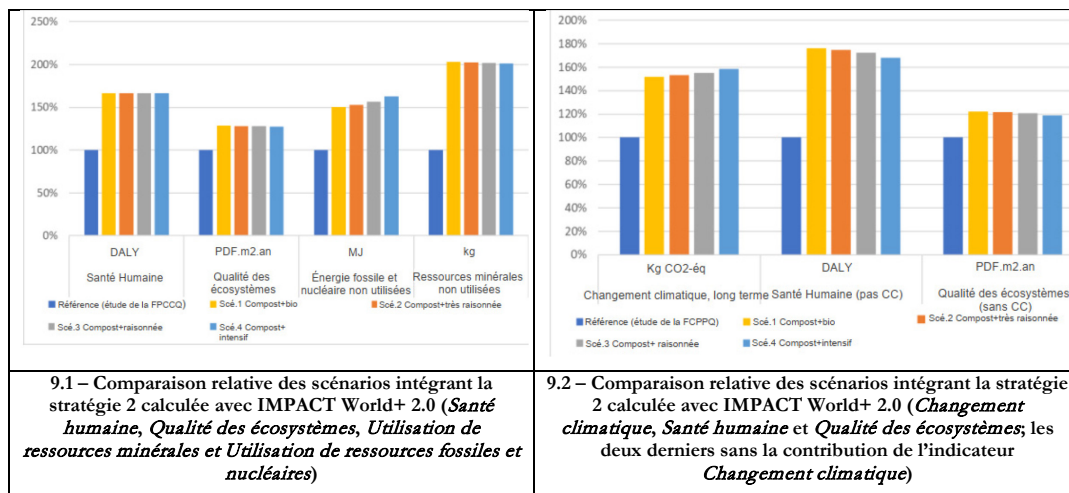 250%
200%
150%
100%
50%
0%
DALY
PDF.m2.an
MJ
kg
Santé Humaine
Qualité des
écosystèmes
Énergie fossile et
nucléaire non utilisées
Ressources minérales
non utilisées
Référence (étude de la FPCCQ)
Scé.1 Compost+bio
Scé.2 Compost+très raisonnée
Scé.3 Compost+raisonnée
Scé.4 Compost+
intensif
200%
180%
160%
140%
120%
100%
80%
60%
40%
20%
0%
Kg CO2-éq
DALY
PDF.m2.an
Changement climatique, long terme
Santé Humaine (pas CC)
Qualité des écosystèmes
(sans CC)
Référence (étude de la FCPPQ)
Scé.1 Compost+bio
Scé.2 Compost+très raisonnée
Scé.3 Compost+ raisonnée
Scé.4 Compost+intensif
9.1 – Comparaison relative des scénarios intégrant la
stratégie 2 calculée avec IMPACT World+ 2.0 (Santé
humaine, Qualité des écosystèmes, Utilisation de
ressources minérales et Utilisation de ressources fossiles et
nucléaires)
9.2 – Comparaison relative des scénarios intégrant la stratégie
2 calculée avec IMPACT World+ 2.0 (Changement
climatique, Santé humaine et Qualité des écosystèmes; les
deux derniers sans la contribution de l’indicateur
Changement climatique)